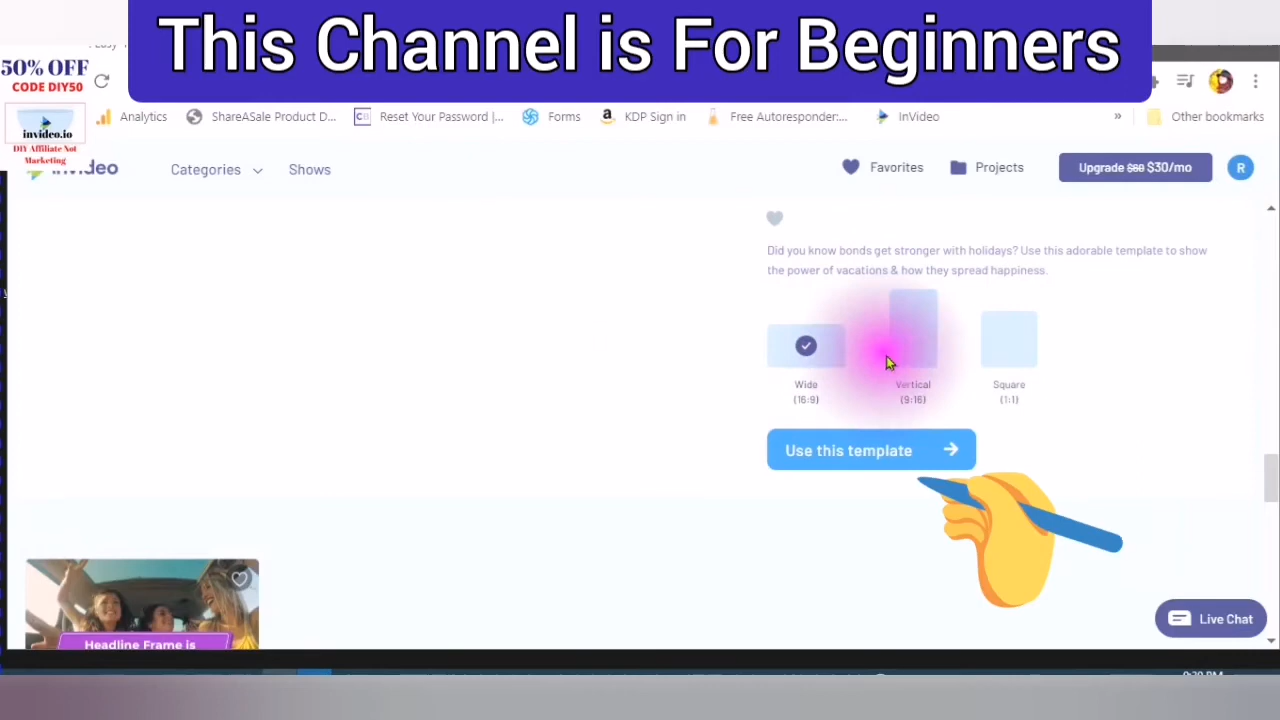 This Channel is For Beginners
50% OFF
CODE DIY50
invideo.io
DIY Affiliate Not
Marketing
Analytics
ShareASale Product D...
Reset Your Password |...
Forms
KDP Sign in
Free Autoresponder:...
InVideo
»
Other bookmarks
Categories
Shows
Favorites
Projects
Upgrade $60 $30/mo
R
Did you know bonds get stronger with holidays? Use this adorable template to show
the power of vacations & how they spread happiness.
Wide
(16:9)
Vertical
(9:16)
Square
(1:1)
Use this template
Headline Frame is
Live Chat